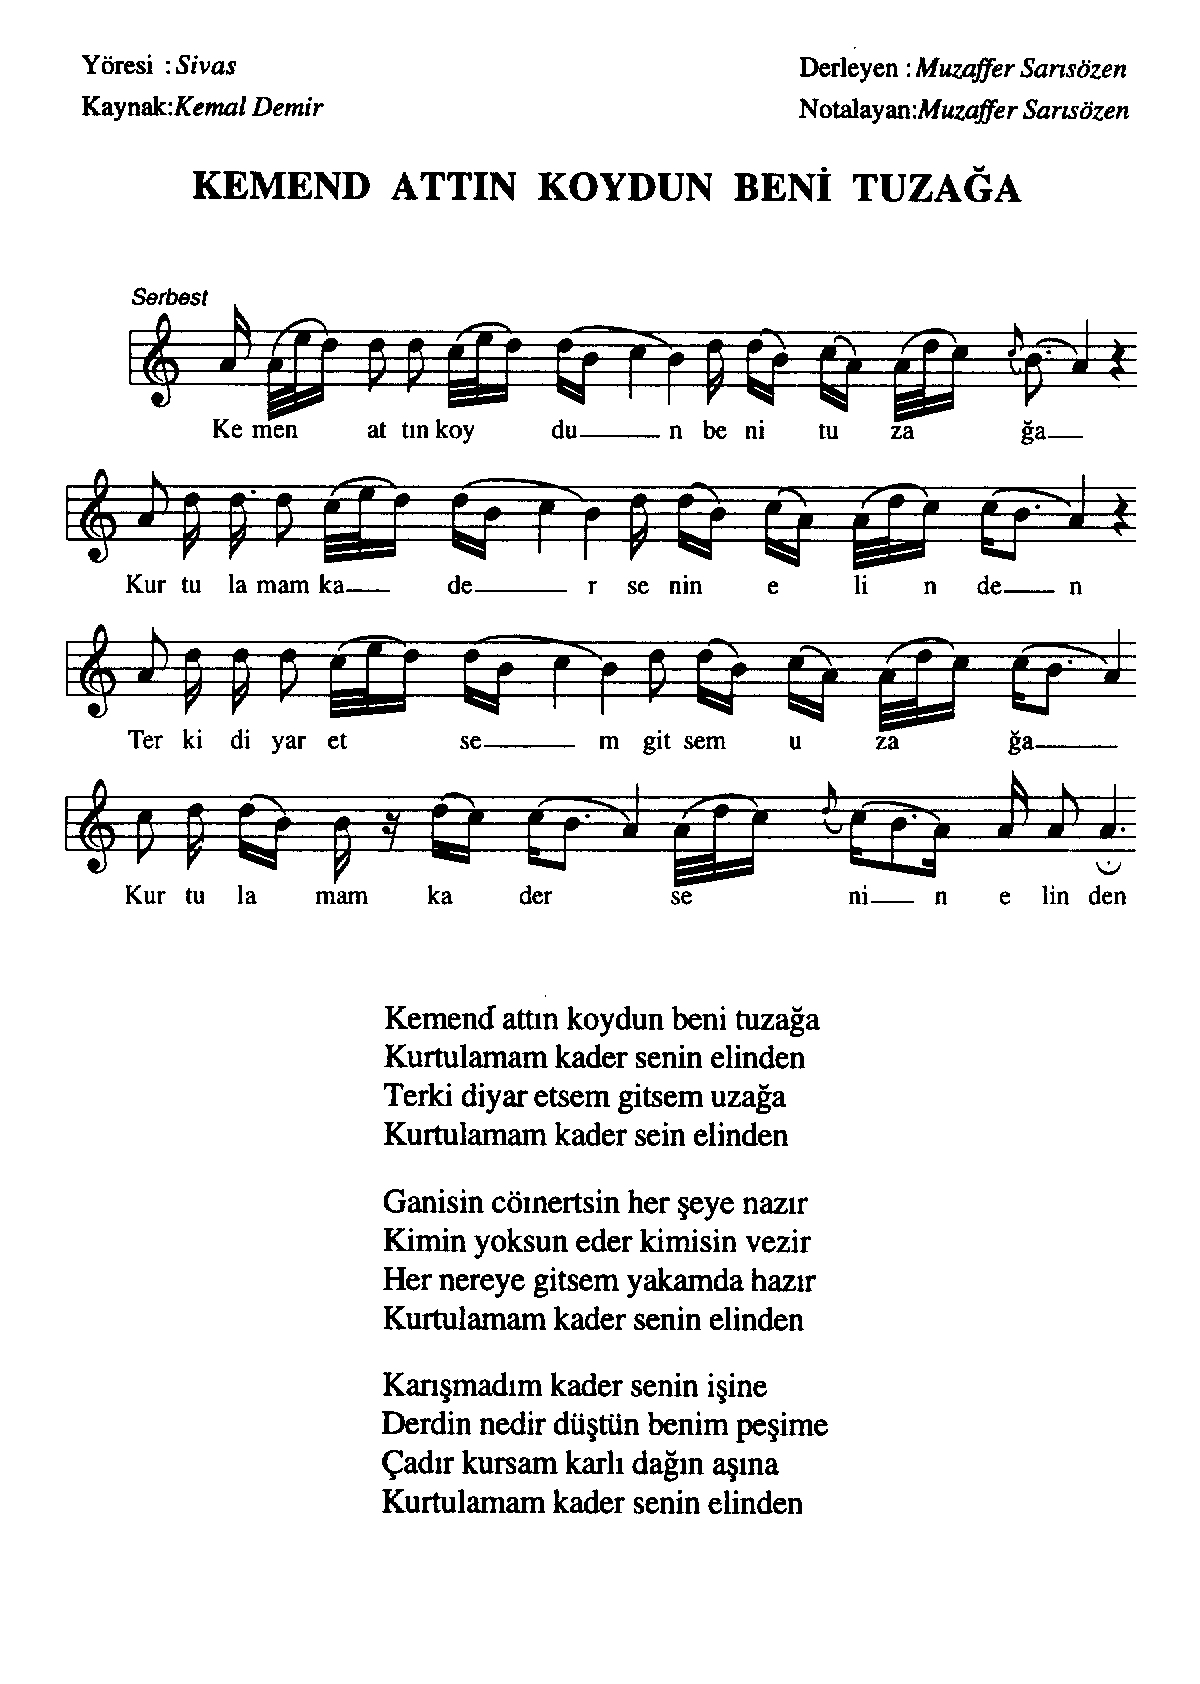 Yöresi : Sivas
Derleyen : Muzaffer Sarısözen
Kaynak:Kemal Demir
Notalayan:Muzaffer Sarısözen
KEMEND ATTIN KOYDUN BENİ TUZAĞA
Serbest
Ke men at tın koy du n be ni tu za ğa
Kur tu la mam ka de r se nin e li n de n
Ter ki di yar et se m git sem u za ğa
Kur tu la mam ka der se ni n e lin den
Kemend attın koydun beni tuzağa
Kurtulamam kader senin elinden
Terki diyar etsem gitsem uzağa
Kurtulamam kader sein elinden
Ganisin cömertsin her şeye nazır
Kimin yoksun eder kimisin vezir
Her nereye gitsem yakamda hazır
Kurtulamam kader senin elinden
Karışmadım kader senin işine
Derdin nedir düştün benim peşime
Çadır kursam karlı dağın aşına
Kurtulamam kader senin elinden